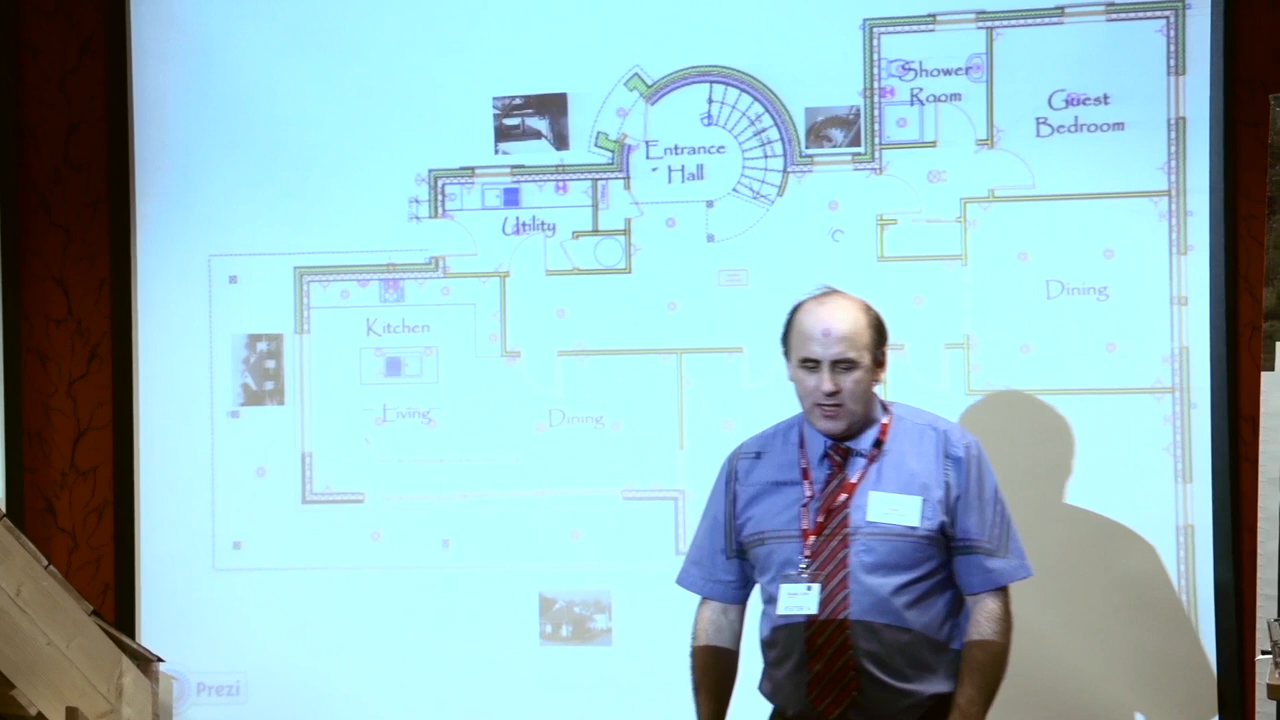 Shower
Room
Guest
Bedroom
Entrance
Hall
Utility
Dining
Kitchen
Living
Dining
Prezi